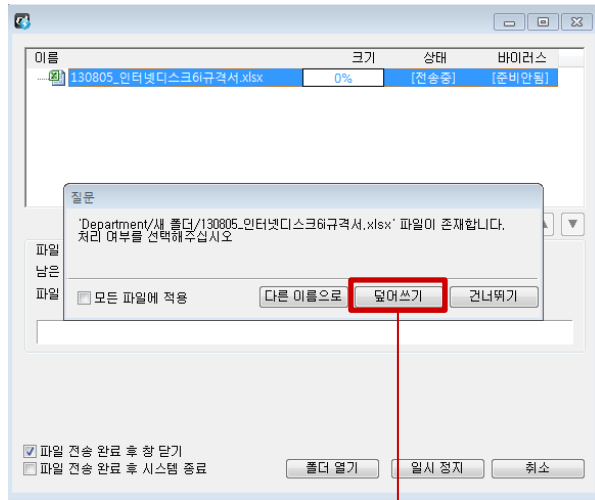 이름 크기 상태 바이러스
130805_인터넷디스크6i규격서.xlsx 0% [전송중] [준비안됨]
질문
'Department/새 폴더/130805_인터넷디스크6i규격서.xlsx' 파일이 존재합니다.
처리 여부를 선택해주십시오
파일
남은
파일
모든 파일에 적용 다른 이름으로 덮어쓰기 건너뛰기
파일 전송 완료 후 창 닫기
파일 전송 완료 후 시스템 종료 폴더 열기 일시 정지 취소